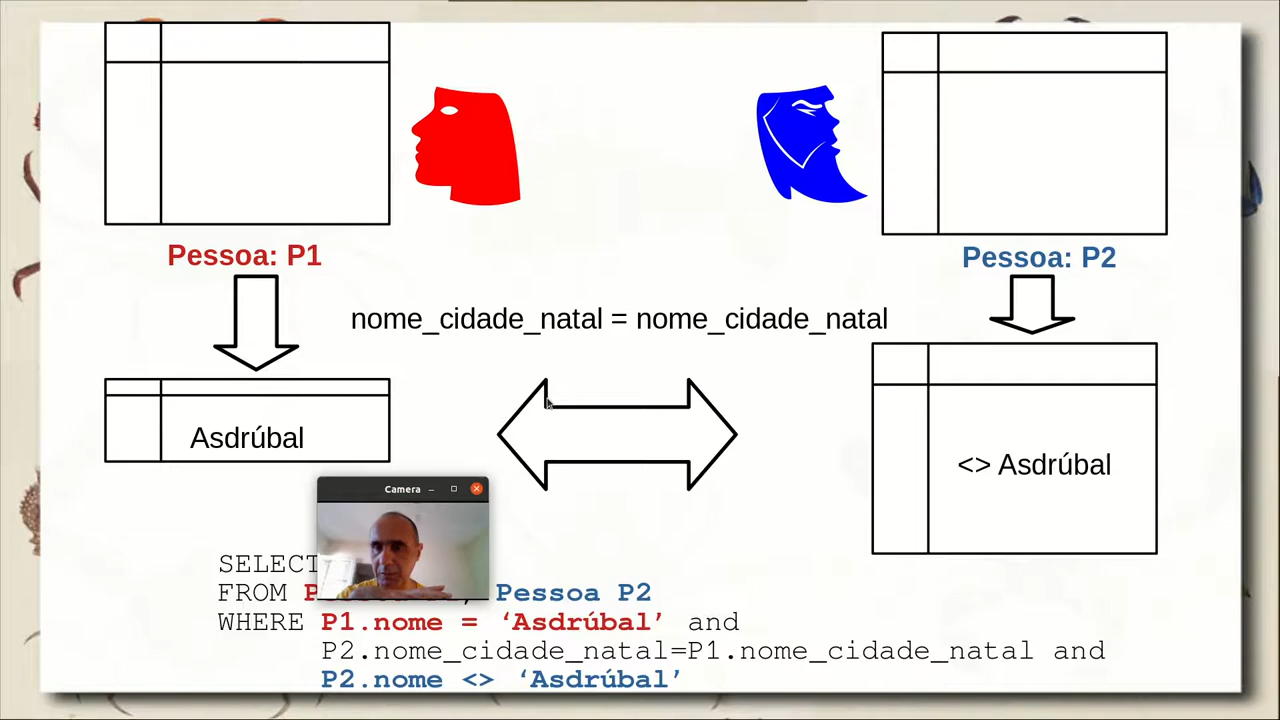 Pessoa: P1
Pessoa: P2
nome_cidade_natal = nome_cidade_natal
Asdrúbal
<> Asdrúbal
Camera
SELECT
FROM Pessoa P2
WHERE P1.nome = ‘Asdrúbal’ and
P2.nome_cidade_natal=P1.nome_cidade_natal and
P2.nome <> ‘Asdrúbal’